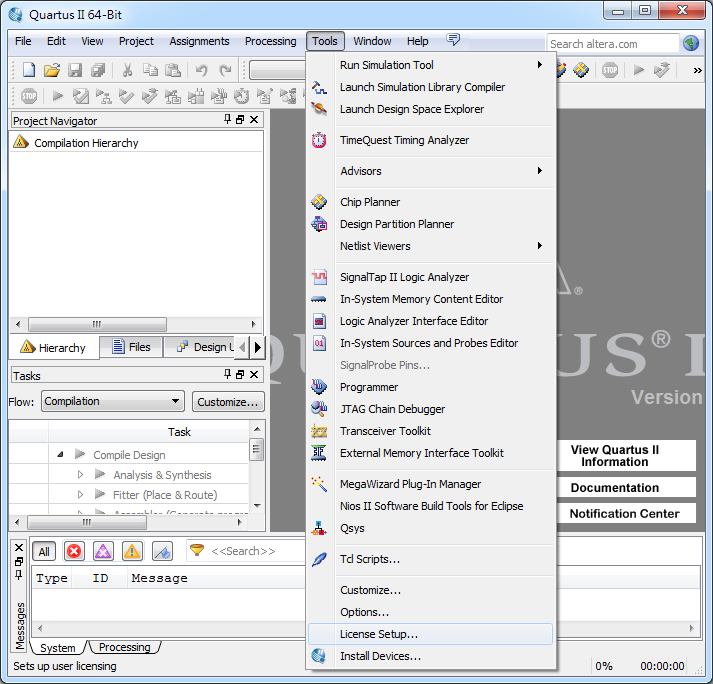 Quartus II 64-Bit
File Edit View Project Assignments Processing Tools Window Help
Search altera.com
Project Navigator
Compilation Hierarchy
Hierarchy Files Design U
Tasks
Flow: Compilation Customize...
Task
Compile Design
Analysis & Synthesis
Fitter (Place & Route)
Assembler (Generate progr
Run Simulation Tool
Launch Simulation Library Compiler
Launch Design Space Explorer
TimeQuest Timing Analyzer
Advisors
Chip Planner
Design Partition Planner
Netlist Viewers
SignalTap II Logic Analyzer
In-System Memory Content Editor
Logic Analyzer Interface Editor
In-System Sources and Probes Editor
SignalProbe Pins...
Programmer
JTAG Chain Debugger
Transceiver Toolkit
External Memory Interface Toolkit
MegaWizard Plug-In Manager
Nios II Software Build Tools for Eclipse
Qsys
Tcl Scripts...
Customize...
Options...
License Setup...
Install Devices...
A®
QUARTUS® I
Version
View Quartus II
Information
Documentation
Notification Center
Messages
All <<Search>>
Type ID Message
System Processing
Sets up user licensing 0% 00:00:00